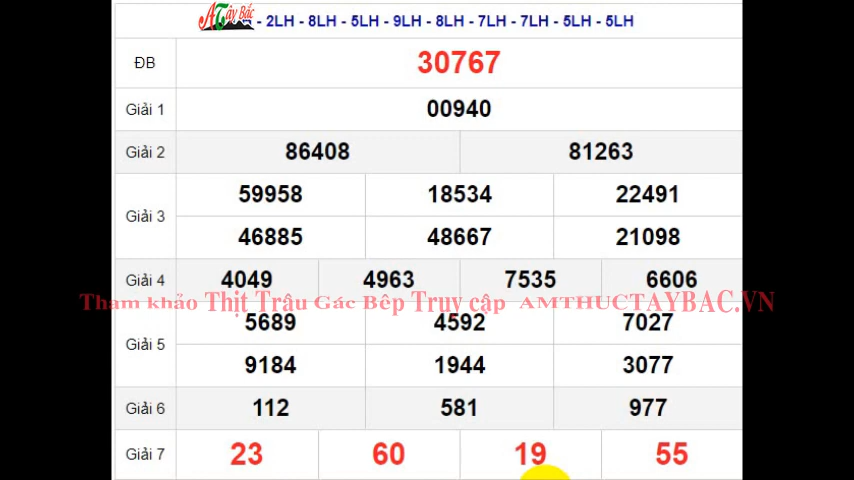 ATây Bắc - 2LH - 8LH - 5LH - 9LH - 8LH - 7LH - 7LH - 5LH - 5LH
ĐB 30767
Giải 1 00940
Giải 2 86408 81263
Giải 3 59958 18534 22491
46885 48667 21098
Giải 4 4049 4963 7535 6606
Tham khảo Thịt Trâu Gác Bếp Truy cập AMTHUCTAYBAC.VN
Giải 5 5689 4592 7027
9184 1944 3077
Giải 6 112 581 977
Giải 7 23 60 19 55